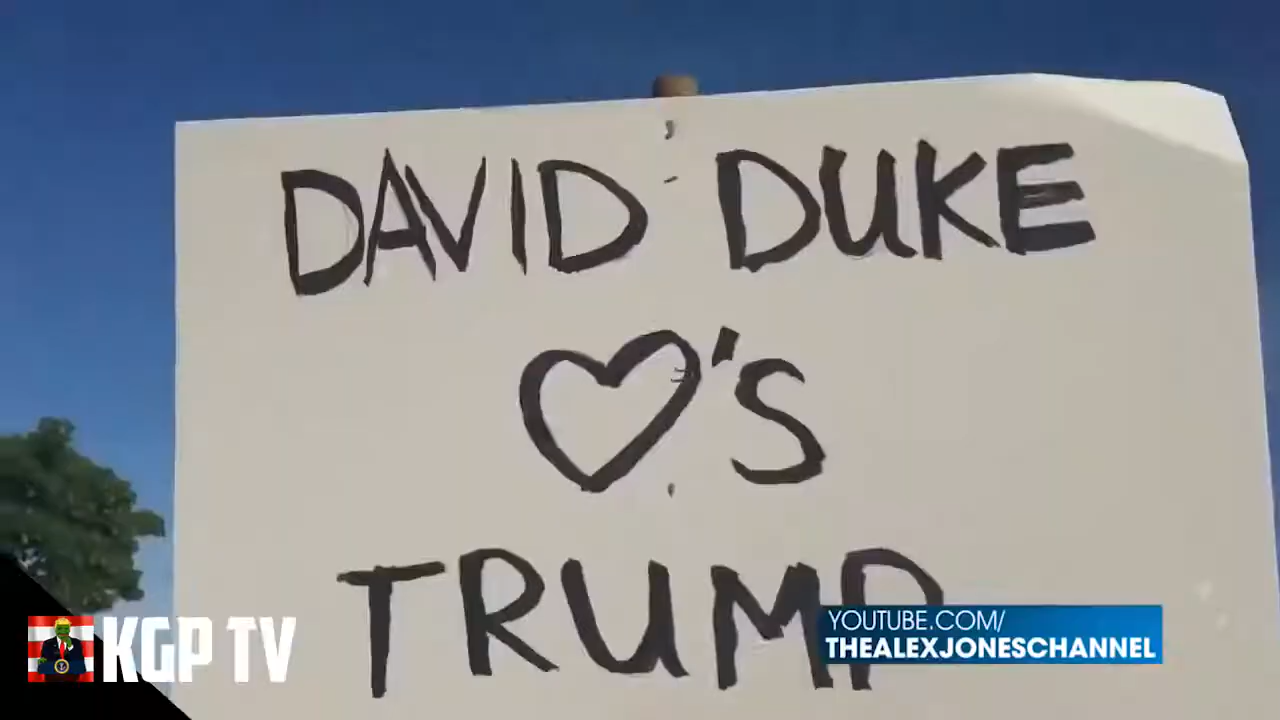 DAVID DUKE
♡'S
TRUMP
YOUTUBE.COM/
THEALEXJONESCHANNEL
KGP TV